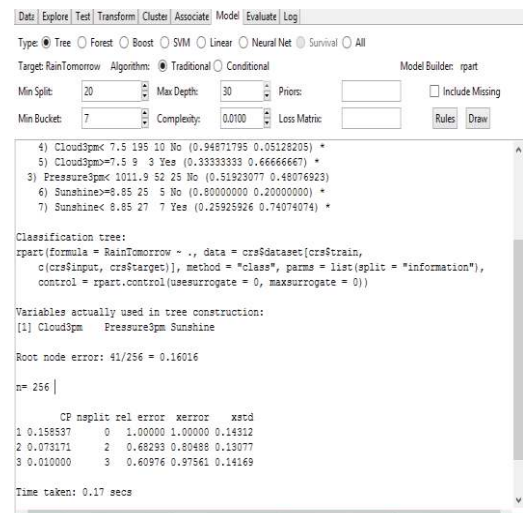 Data Explore Test Transform Cluster Associate Model Evaluate Log
Type: Tree Forest Boost SVM Linear Neural Net Survival All
Target: RainTomorrow Algorithm: Traditional Conditional Model Builder: rpart
Min Split: 20 Max Depth: 30 Priors: Include Missing
Min Bucket: 7 Complexity: 0.0100 Loss Matrix: Rules Draw
4) Cloud3pm< 7.5 195 10 No (0.94871795 0.05128205) *
5) Cloud3pm>=7.5 9 3 Yes (0.33333333 0.66666667) *
3) Pressure3pm< 1011.9 52 25 No (0.51923077 0.48076923)
6) Sunshine>=8.85 25 5 No (0.80000000 0.20000000) *
7) Sunshine< 8.85 27 7 Yes (0.25925926 0.74074074) *
Classification tree:
rpart(formula = RainTomorrow ~ ., data = crs$dataset[crs$train,
c(crs$input, crs$target)], method = "class", parms = list(split = "information"),
control = rpart.control(usesurrogate = 0, maxsurrogate = 0))
Variables actually used in tree construction:
[1] Cloud3pm Pressure3pm Sunshine
Root node error: 41/256 = 0.16016
n= 256
CP nsplit rel error xerror xstd
1 0.158537 0 1.00000 1.00000 0.14312
2 0.073171 2 0.68293 0.80488 0.13077
3 0.010000 3 0.60976 0.97561 0.14169
Time taken: 0.17 secs